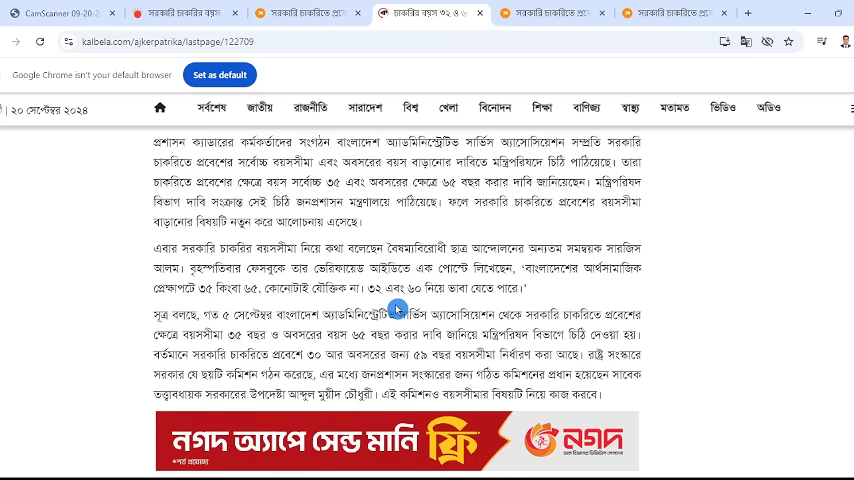 CamScanner 09-20-2
সরকারি চাকরির বয়স
সরকারি চাকরিতে প্রবে
চাকরির বয়স ৩২ ও ৬
সরকারি চাকরিতে প্রবে
সরকারি চাকরিতে প্রবে
kalbela.com/ajkerpatrika/lastpage/122709
Google Chrome isn't your default browser
Set as default
| ২০ সেপ্টেম্বর ২০২৪
সর্বশেষ জাতীয় রাজনীতি সারাদেশ বিশ্ব খেলা বিনোদন শিক্ষা বাণিজ্য স্বাস্থ্য মতামত ভিডিও অডিও
প্রশাসন ক্যাডারের কর্মকর্তাদের সংগঠন বাংলাদেশ অ্যাডমিনিস্ট্রেটিভ সার্ভিস অ্যাসোসিয়েশন সম্প্রতি সরকারি
চাকরিতে প্রবেশের সর্বোচ্চ বয়সসীমা এবং অবসরের বয়স বাড়ানোর দাবিতে মন্ত্রিপরিষদে চিঠি পাঠিয়েছে। তারা
চাকরিতে প্রবেশের ক্ষেত্রে বয়স সর্বোচ্চ ৩৫ এবং অবসরের ক্ষেত্রে ৬৫ বছর করার দাবি জানিয়েছেন। মন্ত্রিপরিষদ
বিভাগ দাবি সংক্রান্ত সেই চিঠি জনপ্রশাসন মন্ত্রণালয়ে পাঠিয়েছে। ফলে সরকারি চাকরিতে প্রবেশের বয়সসীমা
বাড়ানোর বিষয়টি নতুন করে আলোচনায় এসেছে।
এবার সরকারি চাকরির বয়সসীমা নিয়ে কথা বলেছেন বৈষম্যবিরোধী ছাত্র আন্দোলনের অন্যতম সমন্বয়ক সারজিস
আলম। বৃহস্পতিবার ফেসবুকে তার ভেরিফায়েড আইডিতে এক পোস্টে লিখেছেন, ‘বাংলাদেশের আর্থসামাজিক
প্রেক্ষাপটে ৩৫ কিংবা ৬৫, কোনোটাই যৌক্তিক না। ৩২ এবং ৬০ নিয়ে ভাবা যেতে পারে।’
সূত্র বলছে, গত ৫ সেপ্টেম্বর বাংলাদেশ অ্যাডমিনিস্ট্রেটিভ সার্ভিস অ্যাসোসিয়েশন থেকে সরকারি চাকরিতে প্রবেশের
ক্ষেত্রে বয়সসীমা ৩৫ বছর ও অবসরের বয়স ৬৫ বছর করার দাবি জানিয়ে মন্ত্রিপরিষদ বিভাগে চিঠি দেওয়া হয়।
বর্তমানে সরকারি চাকরিতে প্রবেশে ৩০ আর অবসরের জন্য ৫৯ বছর বয়সসীমা নির্ধারণ করা আছে। রাষ্ট্র সংস্কারে
সরকার যে ছয়টি কমিশন গঠন করেছে, এর মধ্যে জনপ্রশাসন সংস্কারের জন্য গঠিত কমিশনের প্রধান হয়েছেন সাবেক
তত্ত্বাবধায়ক সরকারের উপদেষ্টা আব্দুল মুয়ীদ চৌধুরী। এই কমিশনও বয়সসীমার বিষয়টি নিয়ে কাজ করবে।
নগদ অ্যাপে সেন্ড মানি ফ্রি
*শর্ত প্রযোজ্য
নগদ